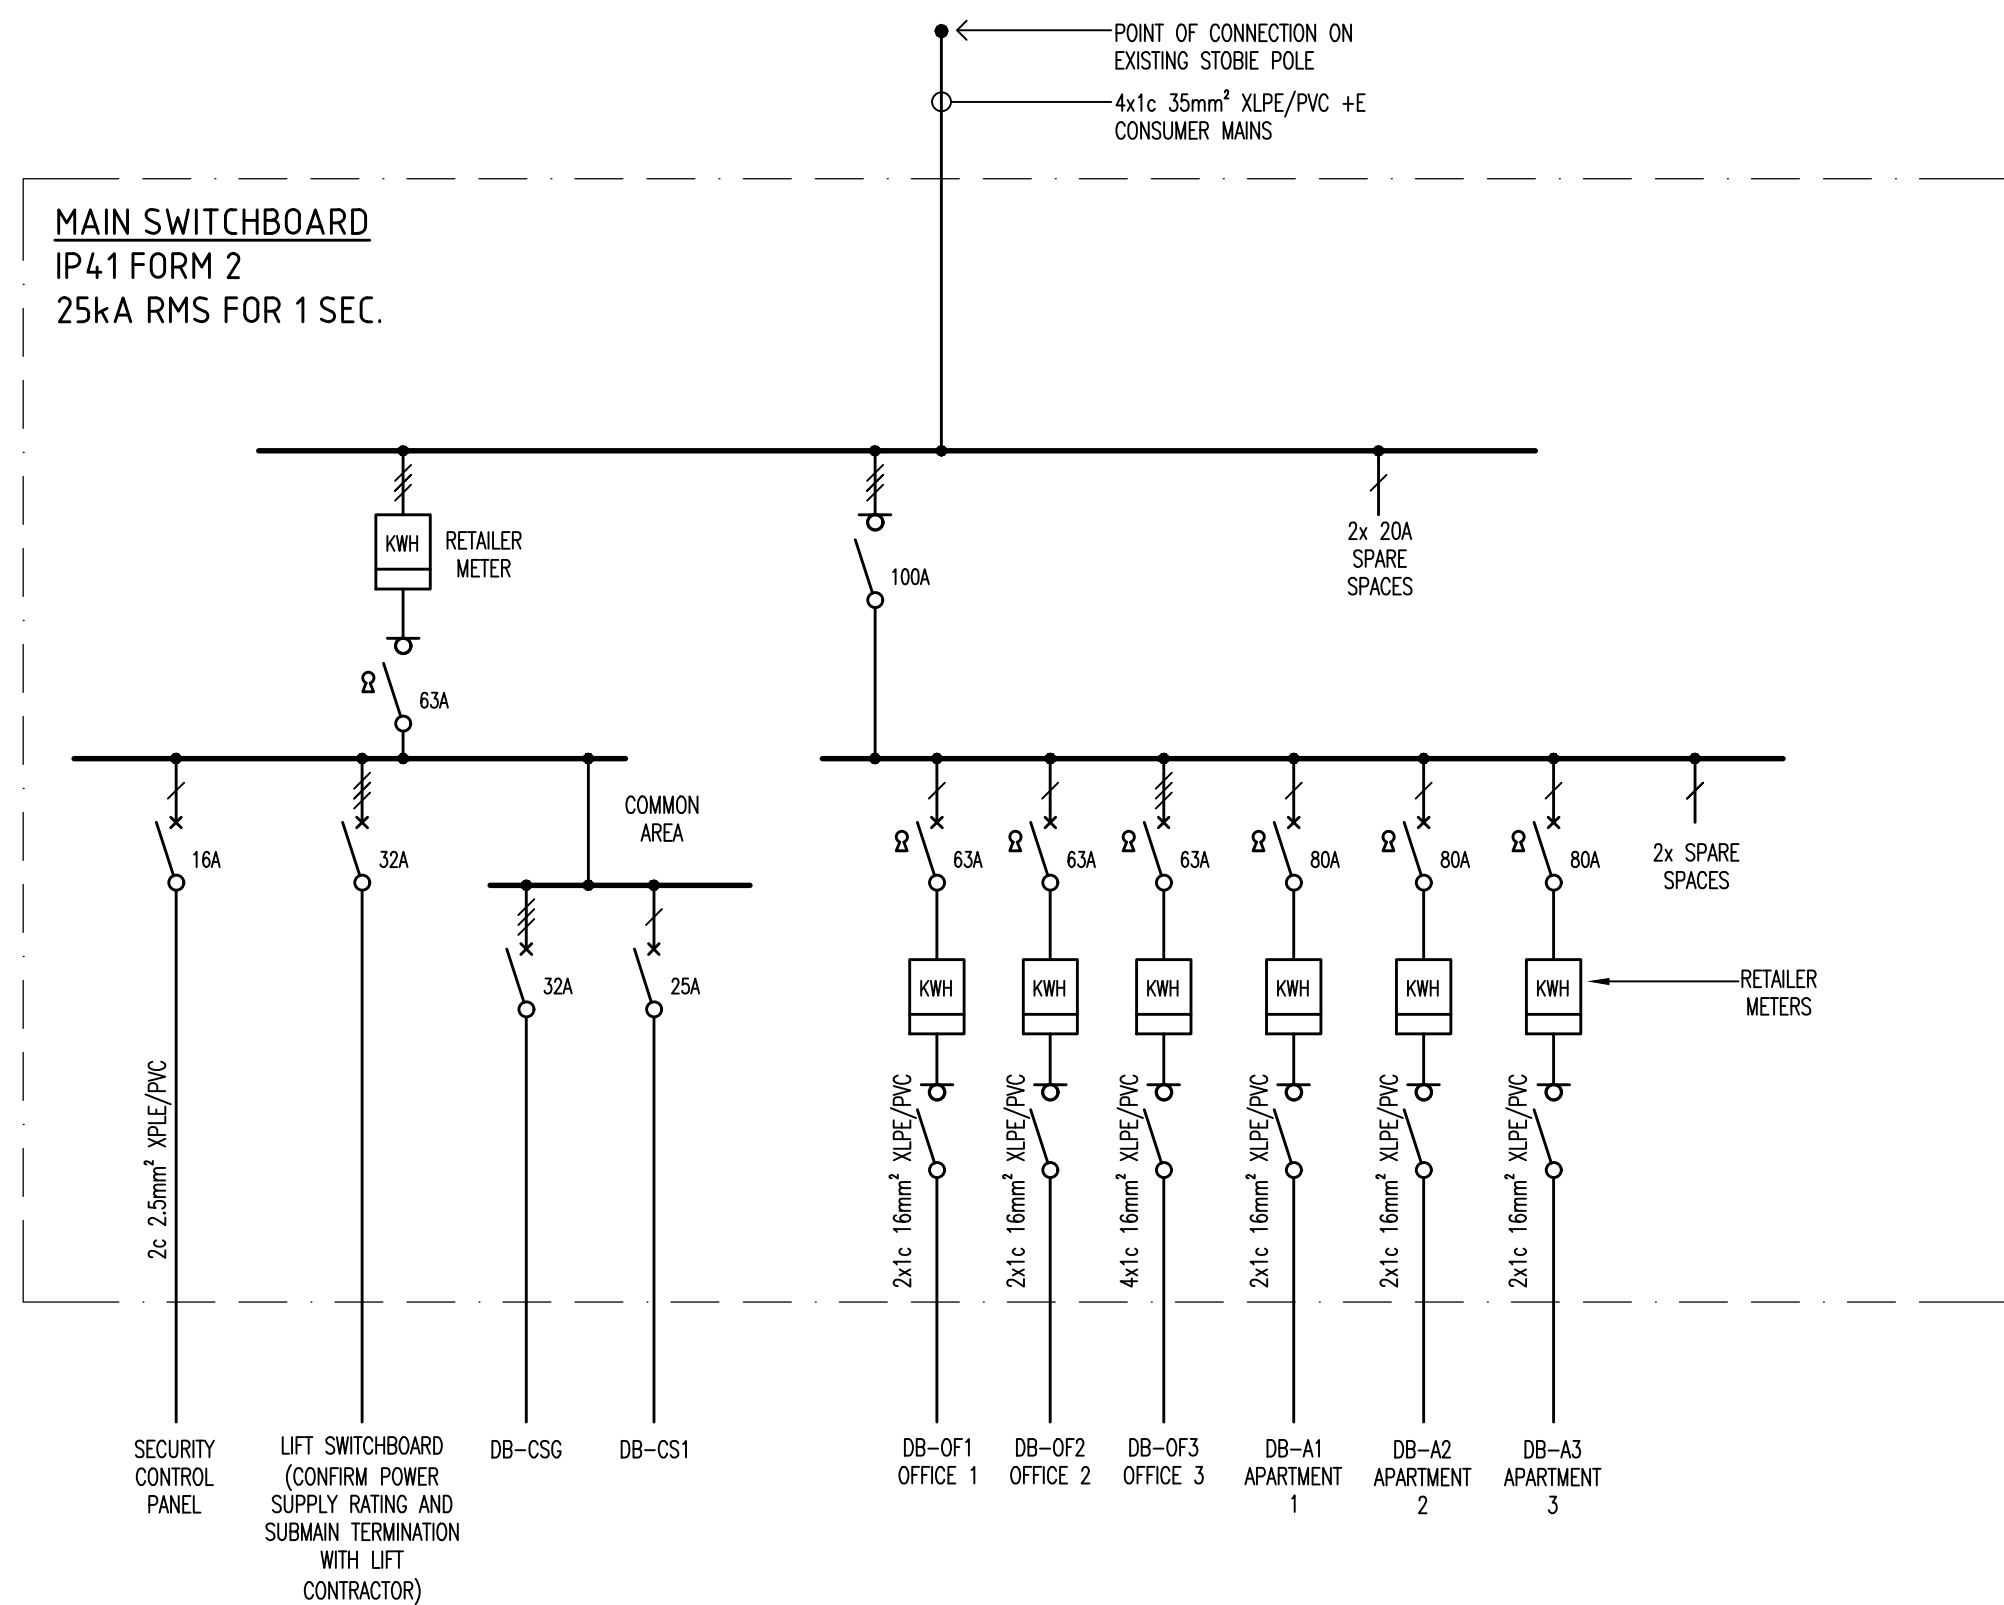 POINT OF CONNECTION ON
EXISTING STOBIE POLE
4x1c 35mm² XLPE/PVC +E
CONSUMER MAINS
MAIN SWITCHBOARD
IP41 FORM 2
25kA RMS FOR 1 SEC.
KWH
RETAILER
METER
63A
100A
2x 20A
SPARE
SPACES
16A
32A
COMMON
AREA
32A
25A
63A
63A
63A
80A
80A
80A
2x SPARE
SPACES
KWH
KWH
KWH
KWH
KWH
KWH
RETAILER
METERS
2c 2.5mm² XPLE/PVC
2x1c 16mm² XLPE/PVC
2x1c 16mm² XLPE/PVC
4x1c 16mm² XLPE/PVC
2x1c 16mm² XLPE/PVC
2x1c 16mm² XLPE/PVC
2x1c 16mm² XLPE/PVC
SECURITY
CONTROL
PANEL
LIFT SWITCHBOARD
(CONFIRM POWER
SUPPLY RATING AND
SUBMAIN TERMINATION
WITH LIFT
CONTRACTOR)
DB-CSG
DB-CS1
DB-OF1
OFFICE 1
DB-OF2
OFFICE 2
DB-OF3
OFFICE 3
DB-A1
APARTMENT
1
DB-A2
APARTMENT
2
DB-A3
APARTMENT
3